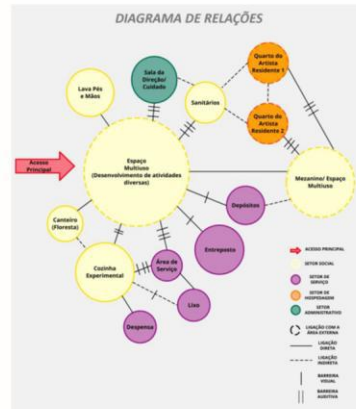 DIAGRAMA DE RELAÇÕES
Quarto do
Artista
Residente 1
Sala da
Direção/
Cuidado
Lava Pés
e Mãos
Sanitários
Quarto do
Artista
Residente 2
Acesso
Principal
Espaço
Multiuso
(Desenvolvimento de atividades
diversas)
Mezanino/ Espaço
Multiuso
Depósitos
Canteiro
(Floresta)
Entreposto
Cozinha
Experimental
Área de
Serviço
Lixo
Despensa
ACESSO PRINCIPAL
SETOR SOCIAL
SETOR DE
SERVIÇO
SETOR DE
HOSPEDAGEM
SETOR
ADMINISTRATIVO
LIGAÇÃO COM A
ÁREA EXTERNA
LIGAÇÃO
DIRETA
LIGAÇÃO
INDIRETA
BARREIRA
VISUAL
BARREIRA
AUDITIVA